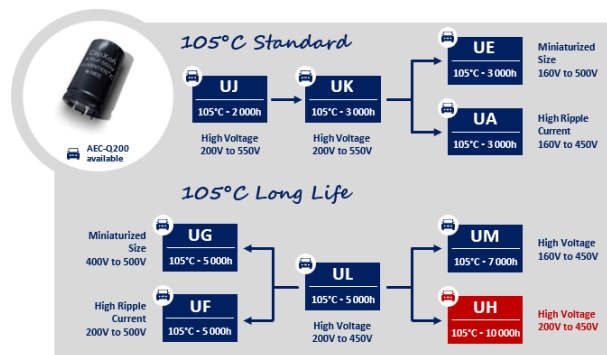 105°C Standard
CapXon
AEC-Q200
available
UJ
105°C - 2 000h
High Voltage
200V to 550V
UK
105°C - 3 000h
High Voltage
200V to 550V
UE
105°C - 3 000h
Miniaturized
Size
160V to 500V
UA
105°C - 3 000h
High Ripple
Current
160V to 450V
105°C Long Life
Miniaturized
Size
400V to 500V
UG
105°C - 5 000h
High Ripple
Current
200V to 500V
UF
105°C - 5 000h
UL
105°C - 5 000h
High Voltage
200V to 450V
UM
105°C - 7 000h
High Voltage
160V to 450V
UH
105°C - 10 000h
High Voltage
200V to 450V